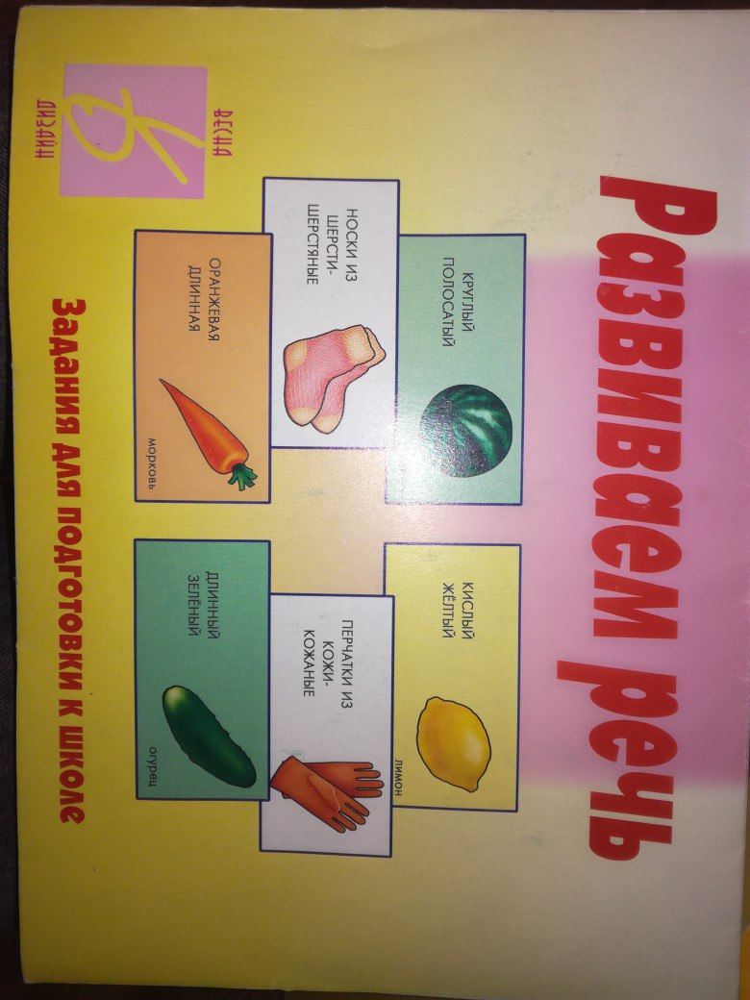 Развиваем речь
КРУГЛЫЙ
ПОЛОСАТЫЙ
КИСЛЫЙ
ЖЁЛТЫЙ
лимон
НОСКИ ИЗ
ШЕРСТИ-
ШЕРСТЯНЫЕ
ПЕРЧАТКИ ИЗ
КОЖИ-
КОЖАНЫЕ
ОРАНЖЕВАЯ
ДЛИННАЯ
морковь
ДЛИННЫЙ
ЗЕЛЁНЫЙ
огурец
ВЕСНА
ДИЗАЙН
Задания для подготовки к школе